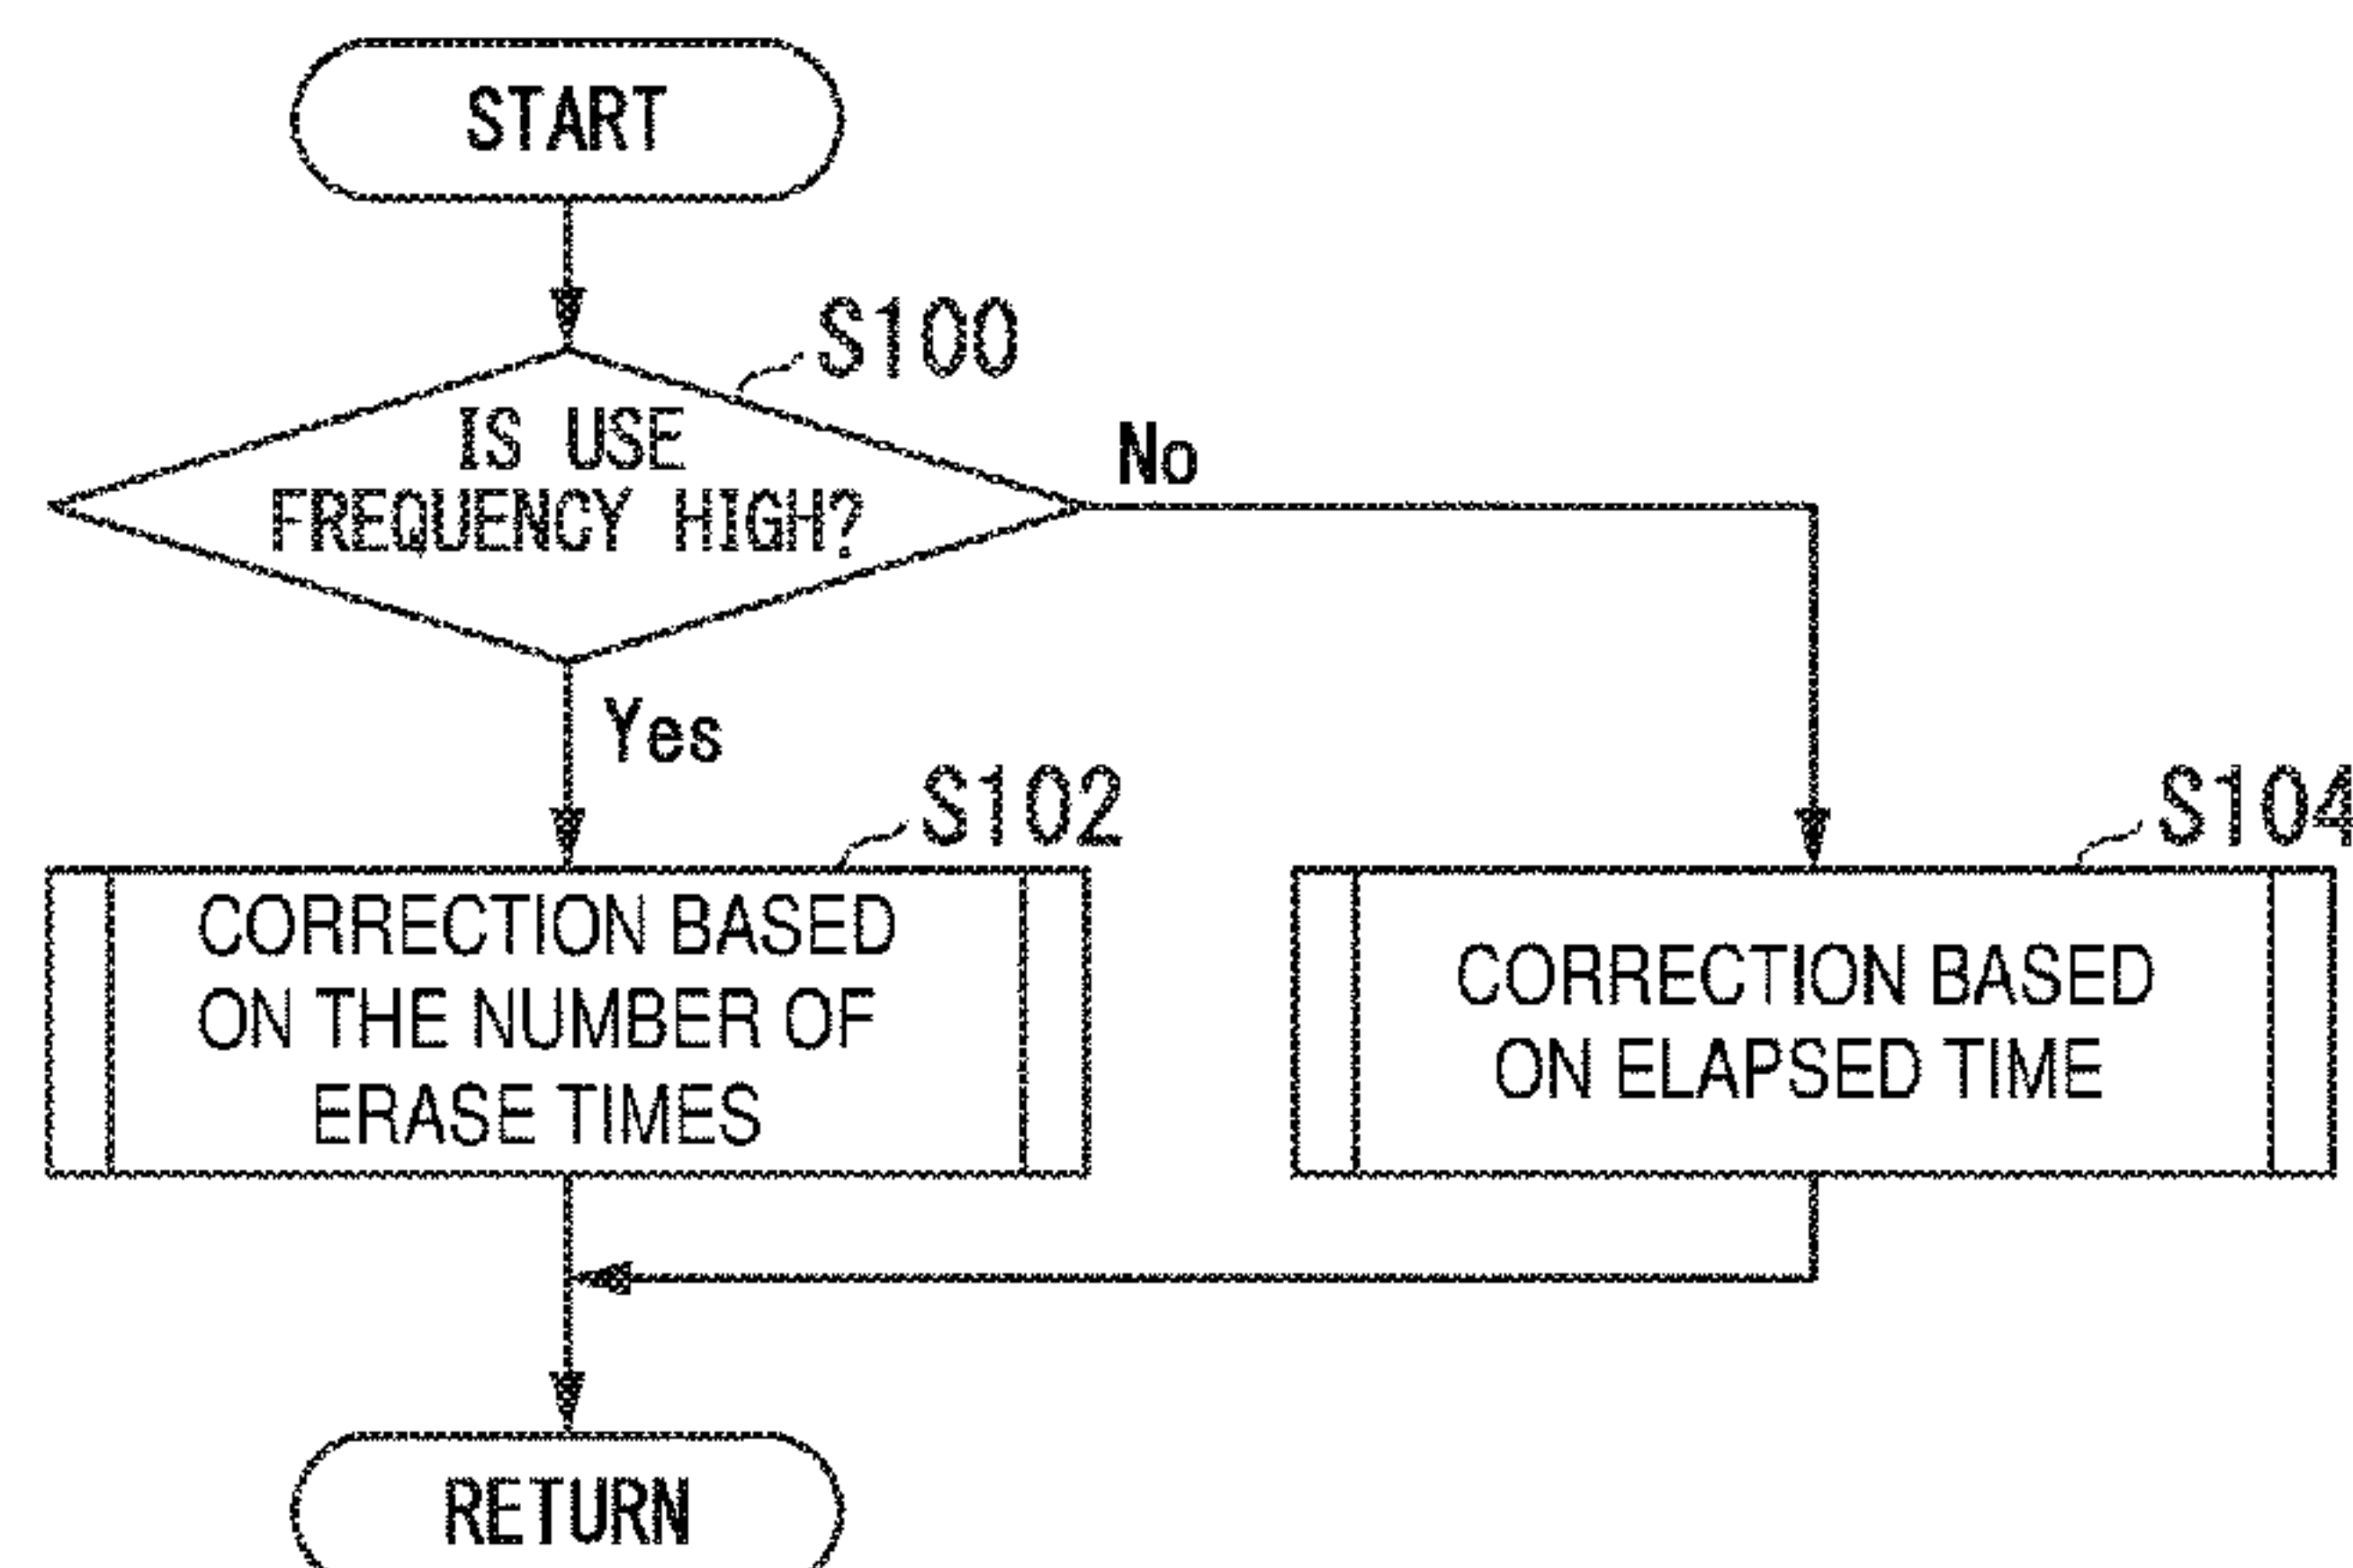 START
S100
IS USE
FREQUENCY HIGH?
No
Yes
S102
S104
CORRECTION BASED
ON THE NUMBER OF
ERASE TIMES
CORRECTION BASED
ON ELAPSED TIME
RETURN